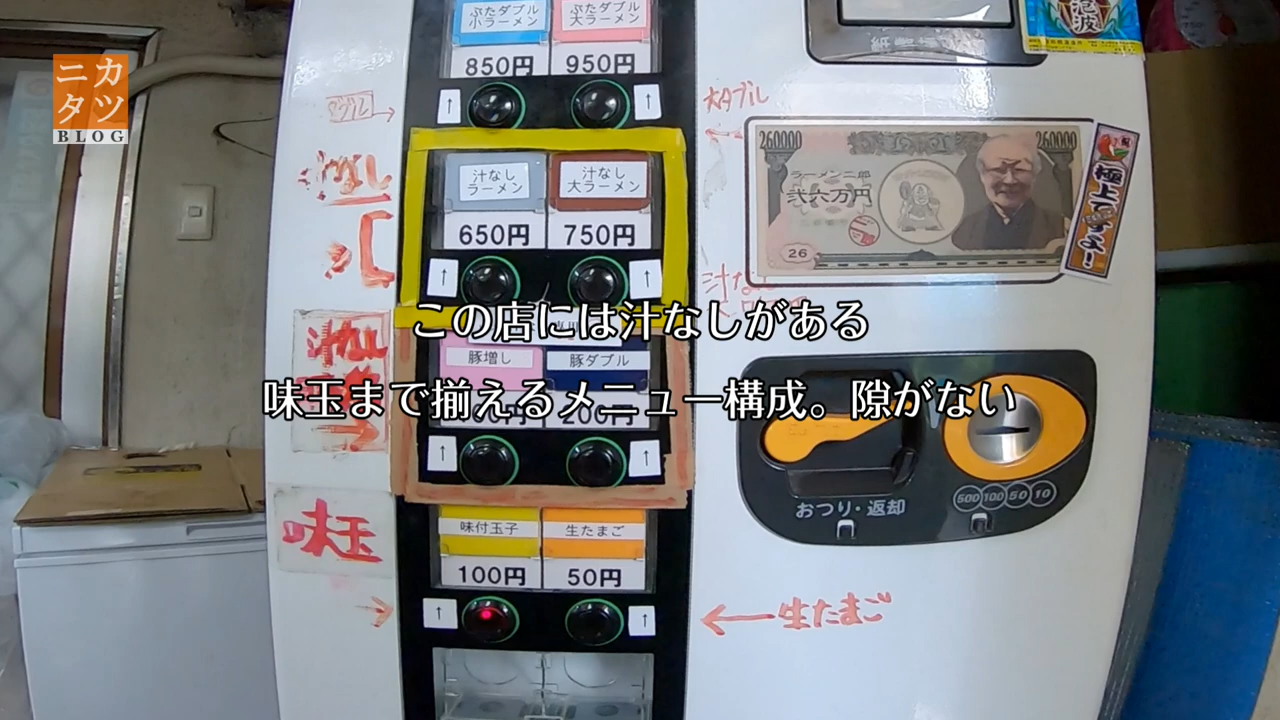 ニカ
タツ
BLOG
ぶたダブル
小ラーメン
ぶたダブル
大ラーメン
850円
950円
↑
↑
大ダブル
汁なし
汁なし
ラーメン
汁なし
大ラーメン
650円
750円
↑
↑
260000
260000
ラーメン二郎
弐六万円
26
極上ですよ!
この店には汁なしがある
味玉まで揃えるメニュー構成。隙がない
汁なし
豚増し
豚ダブル
200円
↑
↑
おつり・返却
500 100 50 10
味玉
味付玉子
生たまご
100円
50円
↑
↑
←生たまご